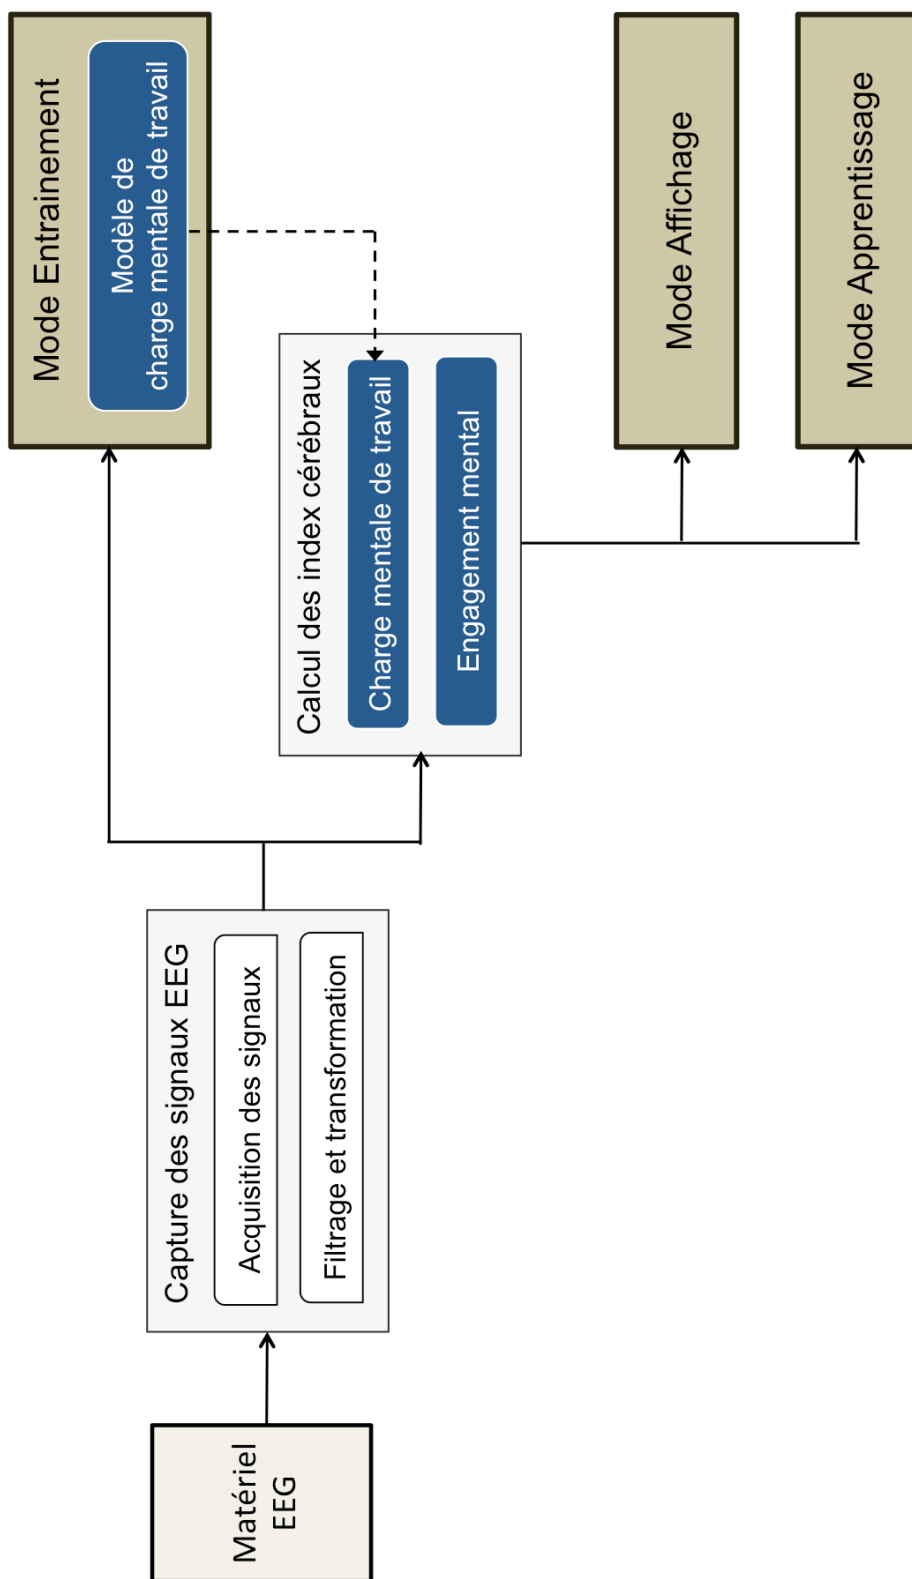 Matériel
EEG
Capture des signaux EEG
Acquisition des signaux
Filtrage et transformation
Mode Entrainement
Modèle de
charge mentale de travail
Calcul des index cérébraux
Charge mentale de travail
Engagement mental
Mode Affichage
Mode Apprentissage